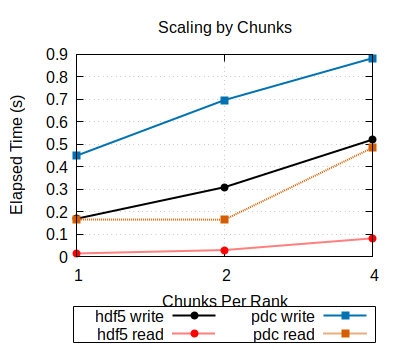 Scaling by Chunks
Elapsed Time (s)
0.9
0.8
0.7
0.6
0.5
0.4
0.3
0.2
0.1
0
1 2 4
Chunks Per Rank
hdf5 write pdc write
hdf5 read pdc read